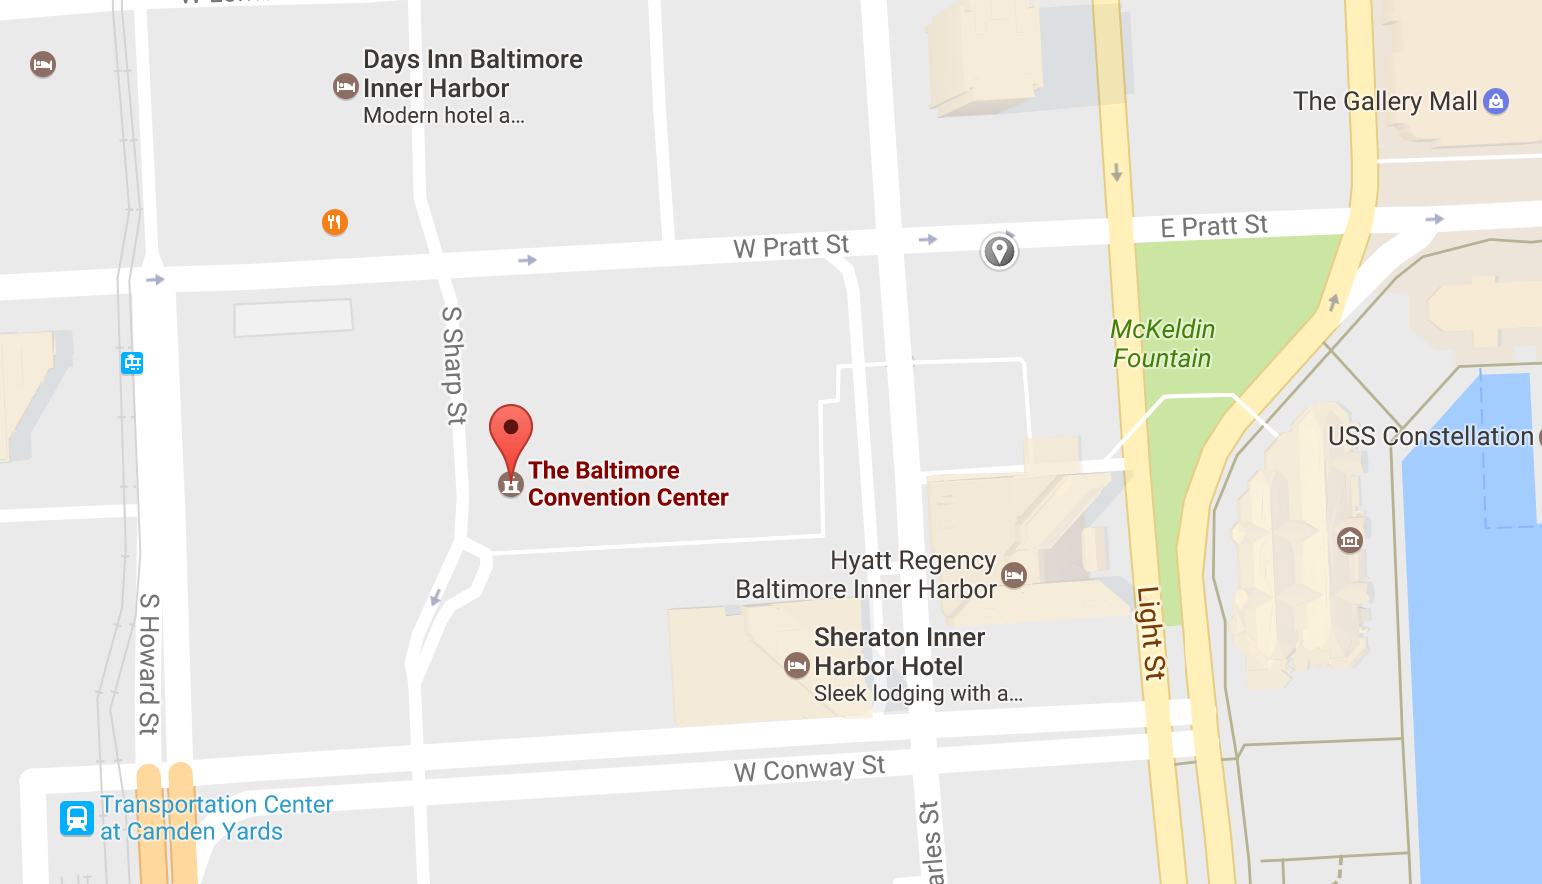 Days Inn Baltimore
Inner Harbor
Modern hotel a...
The Gallery Mall
W Pratt St
E Pratt St
McKeldin
Fountain
S Sharp St
USS Constellation
The Baltimore
Convention Center
Hyatt Regency
Baltimore Inner Harbor
S Howard St
Light St
Sheraton Inner
Harbor Hotel
Sleek lodging with a...
W Conway St
Transportation Center
at Camden Yards
arles St